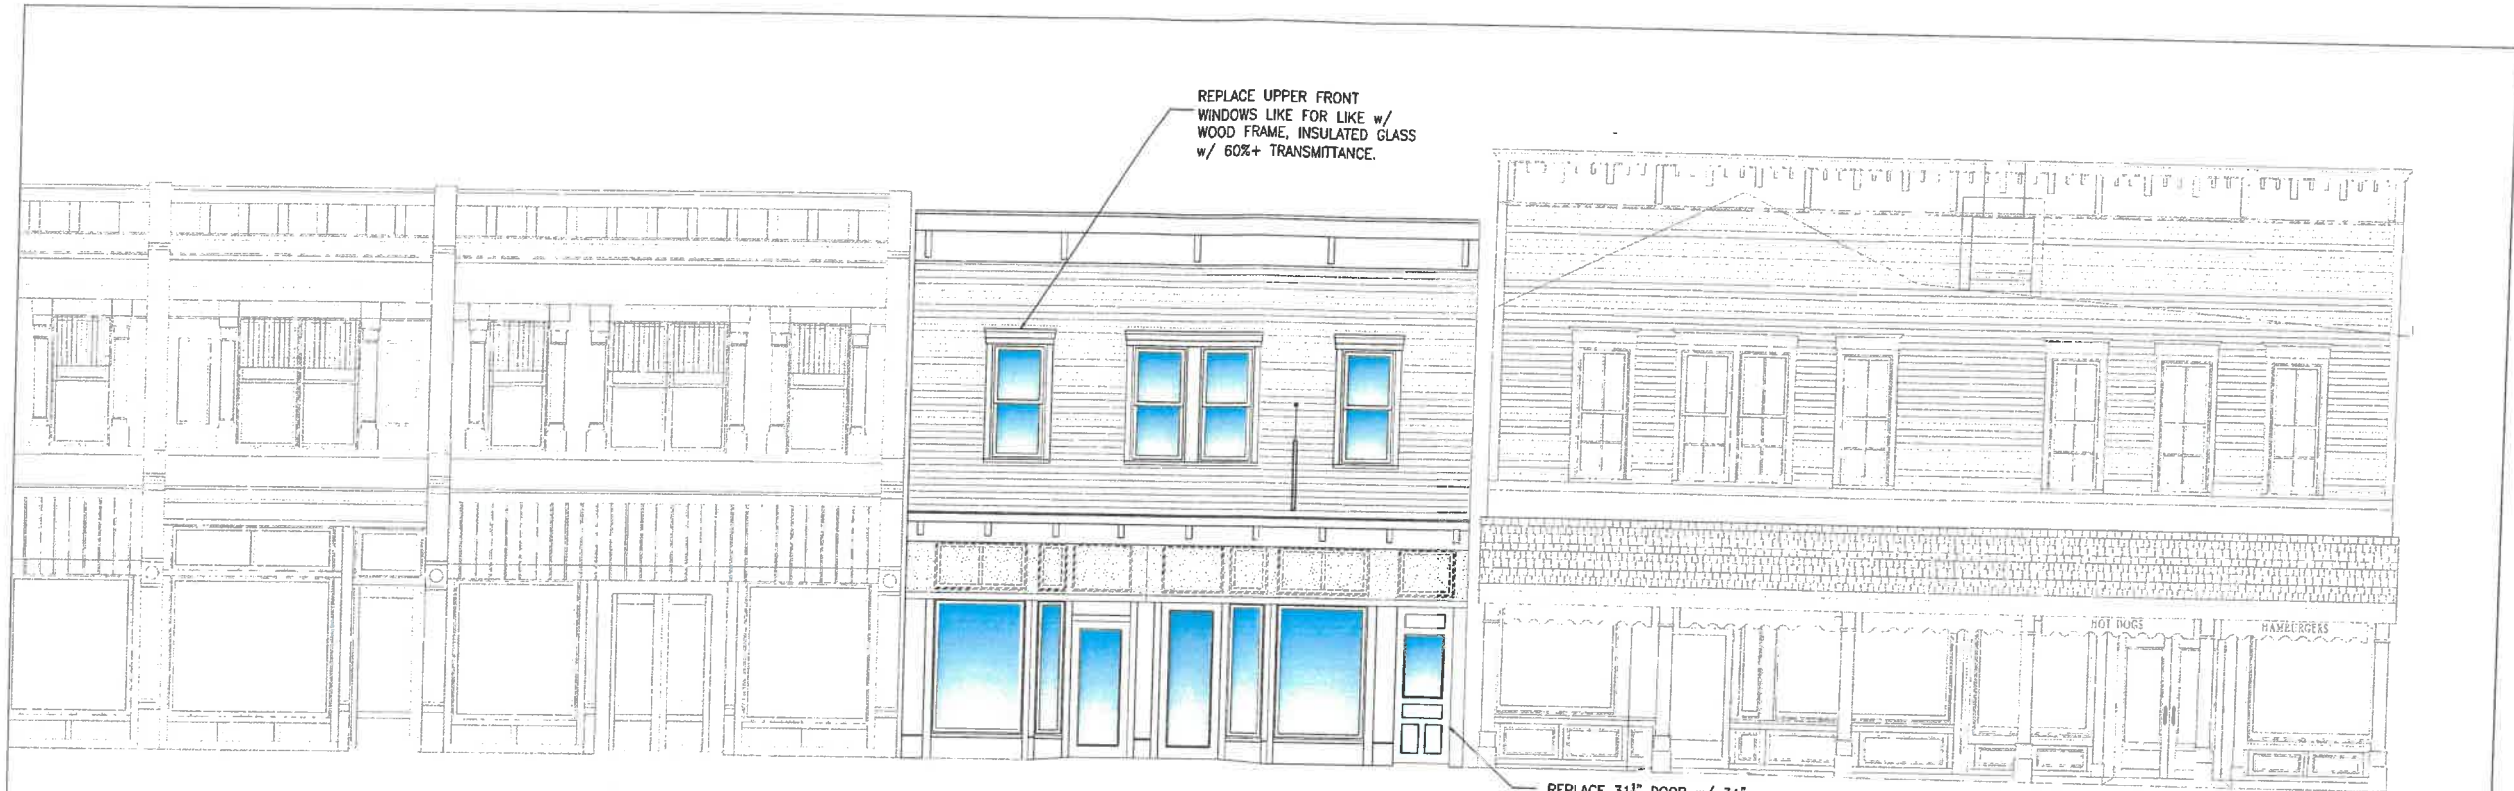 REPLACE UPPER FRONT
WINDOWS LIKE FOR LIKE w/
WOOD FRAME, INSULATED GLASS
w/ 60%+ TRANSMITTANCE.
HOT DOGS
HAMBURGERS
REPLACE DOOR w/